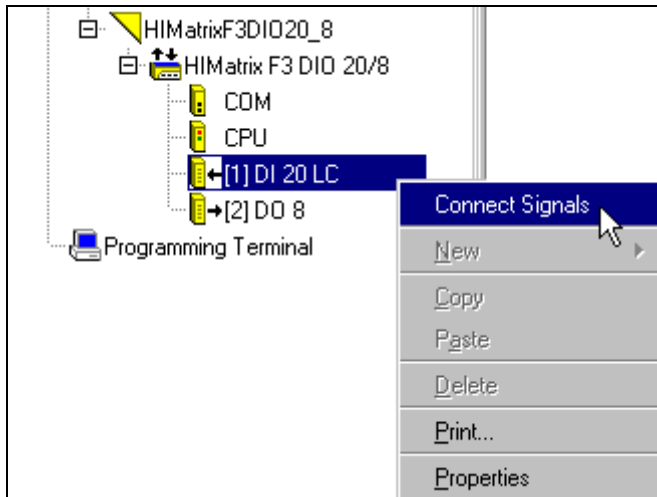 HIMatrixF3DIO20_8
HIMatrix F3 DIO 20/8
COM
CPU
[1] DI 20 LC
[2] DO 8
Programming Terminal
Connect Signals
New
Copy
Paste
Delete
Print...
Properties